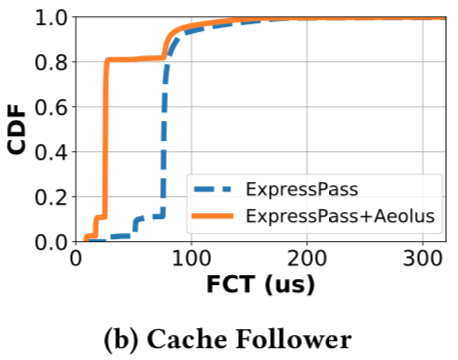 1.0
0.8
0.6
0.4
0.2
0.0
CDF
ExpressPass
ExpressPass+Aeolus
0 100 200 300
FCT (us)
(b) Cache Follower